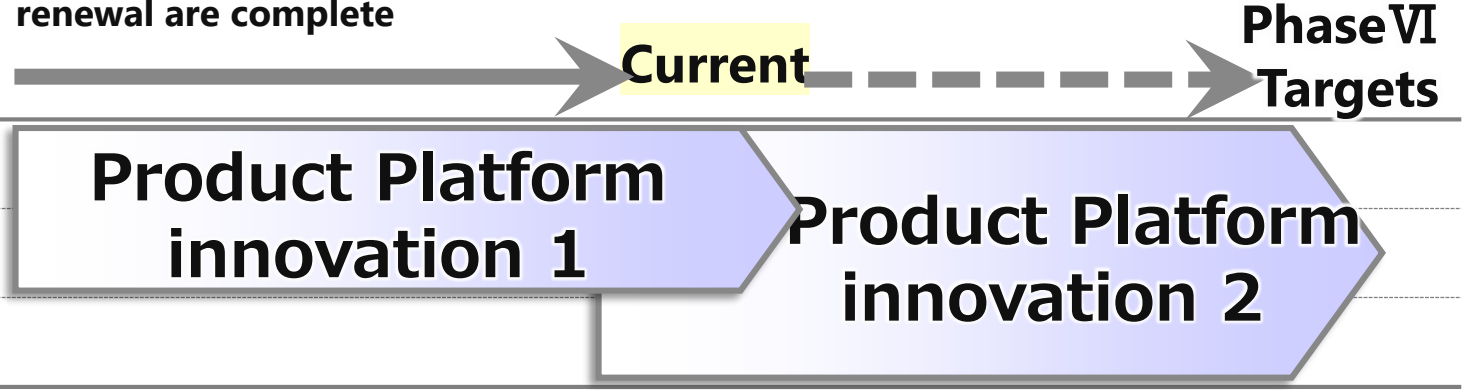 renewal are complete
Current
PhaseⅥ
Targets
Product Platform
innovation 1
Product Platform
innovation 2